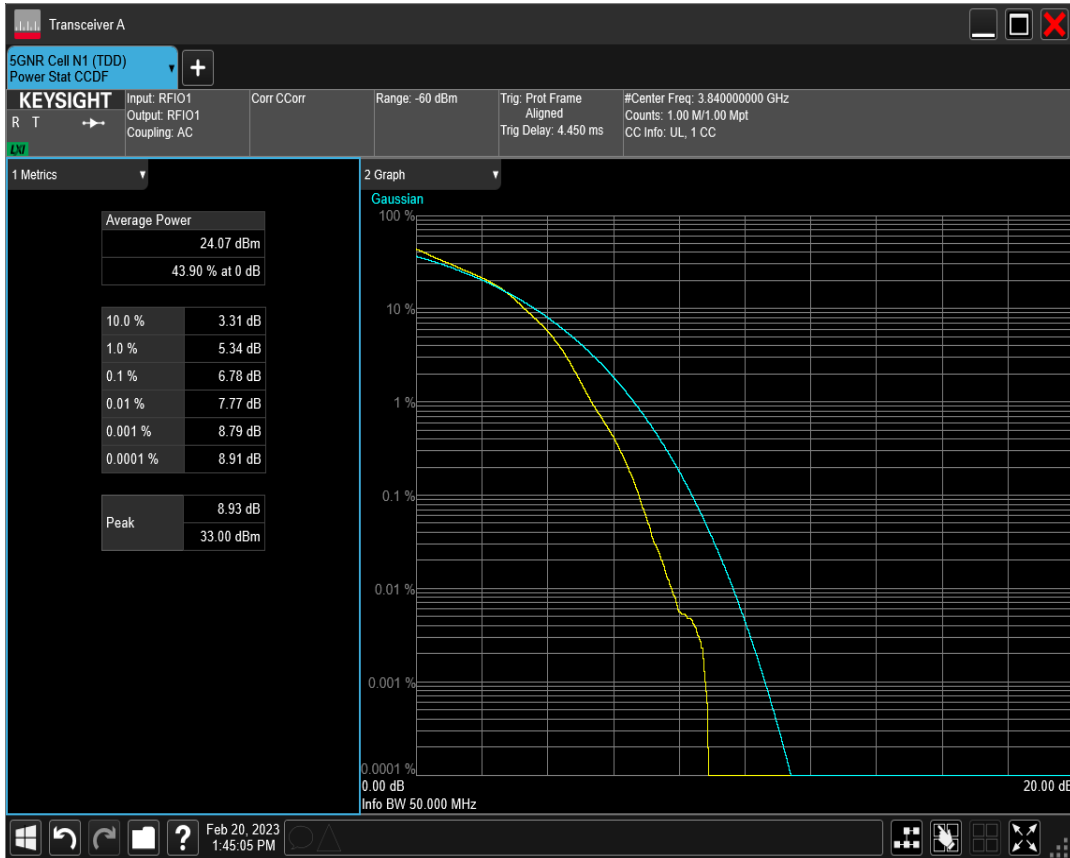 Transceiver A
5GNR Cell N1 (TDD)
Power Stat CCDF
+
KEYSIGHT
R T
LXI
Input: RFIO1
Output: RFIO1
Coupling: AC
Corr CCorr
Range: -60 dBm
Trig: Prot Frame
Aligned
Trig Delay: 4.450 ms
#Center Freq: 3.840000000 GHz
Counts: 1.00 M/1.00 Mpt
CC Info: UL, 1 CC
1 Metrics
Average Power
24.07 dBm
43.90 % at 0 dB
10.0 % 3.31 dB
1.0 % 5.34 dB
0.1 % 6.78 dB
0.01 % 7.77 dB
0.001 % 8.79 dB
0.0001 % 8.91 dB
Peak 8.93 dB
33.00 dBm
2 Graph
Gaussian
100 %
10 %
1 %
0.1 %
0.01 %
0.001 %
0.0001 %
0.00 dB 20.00 dB
Info BW 50.000 MHz
?
Feb 20, 2023
1:45:05 PM